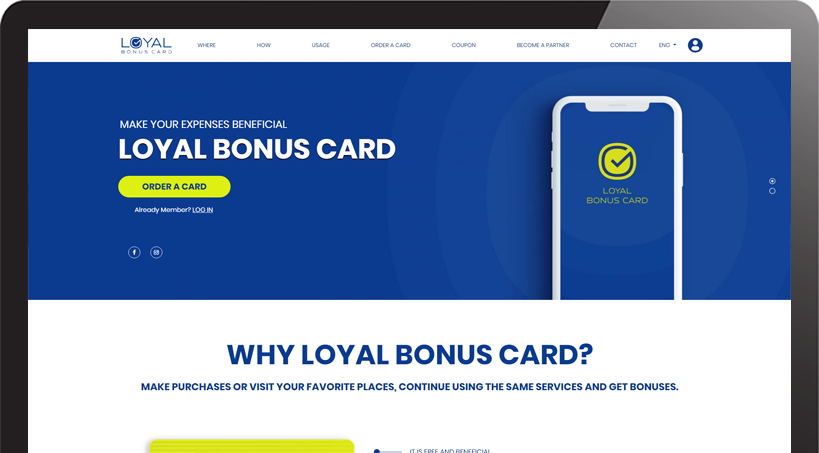 LOYAL
BONUS CARD
WHERE
HOW
USAGE
ORDER A CARD
COUPON
BECOME A PARTNER
CONTACT
ENG
MAKE YOUR EXPENSES BENEFICIAL
LOYAL BONUS CARD
ORDER A CARD
Already Member? LOG IN
LOYAL
BONUS CARD
WHY LOYAL BONUS CARD?
MAKE PURCHASES OR VISIT YOUR FAVORITE PLACES, CONTINUE USING THE SAME SERVICES AND GET BONUSES.
IT IS FREE AND BENEFICIAL